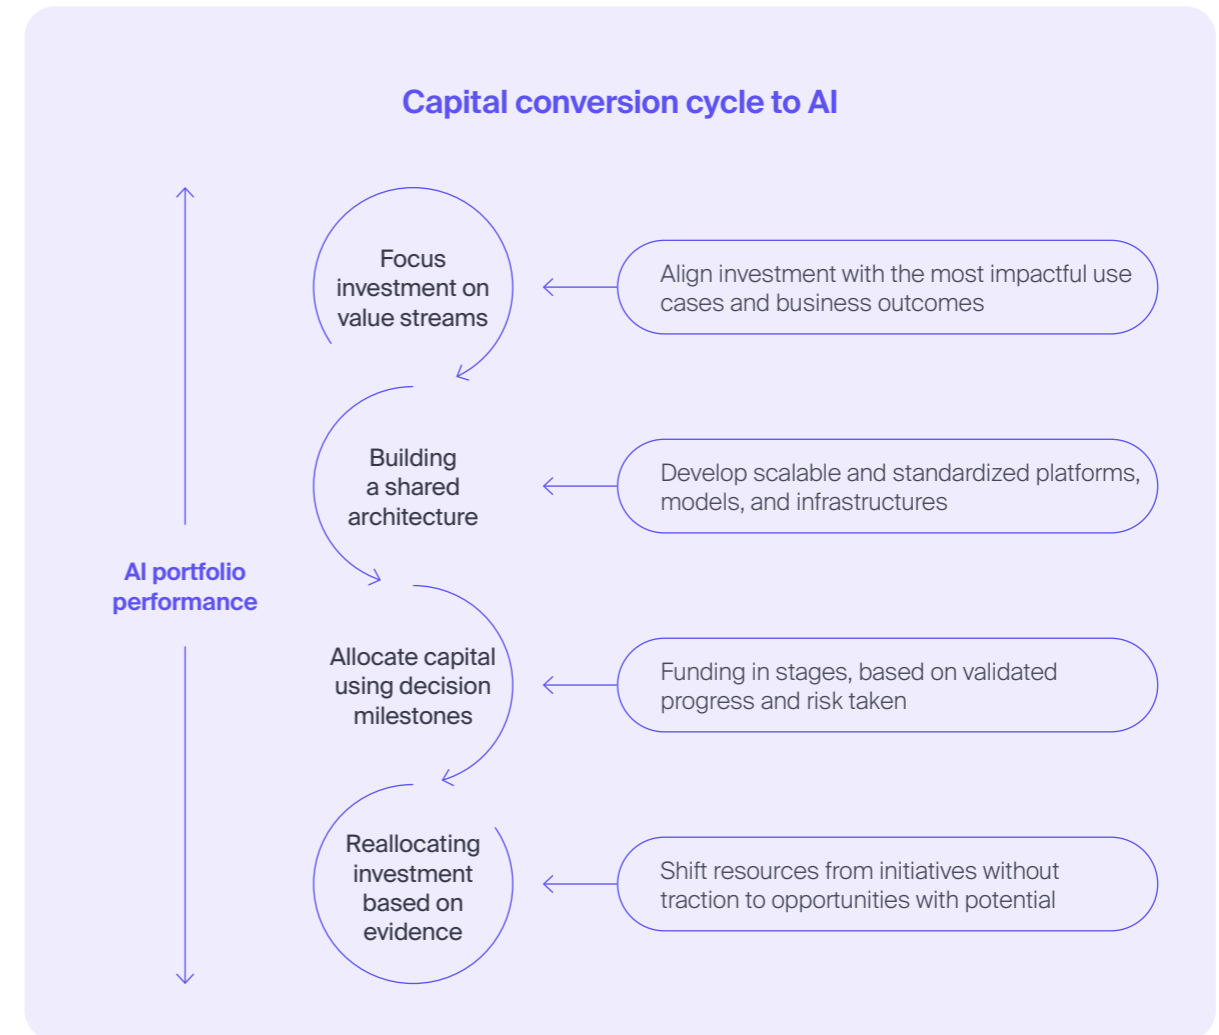 Capital conversion cycle to AI
Focus
investment on
value streams
Align investment with the most impactful use
cases and business outcomes
Building
a shared
architecture
Develop scalable and standardized platforms,
models, and infrastructures
AI portfolio
performance
Allocate capital
using decision
milestones
Funding in stages, based on validated
progress and risk taken
Reallocating
investment
based on
evidence
Shift resources from initiatives without
traction to opportunities with potential